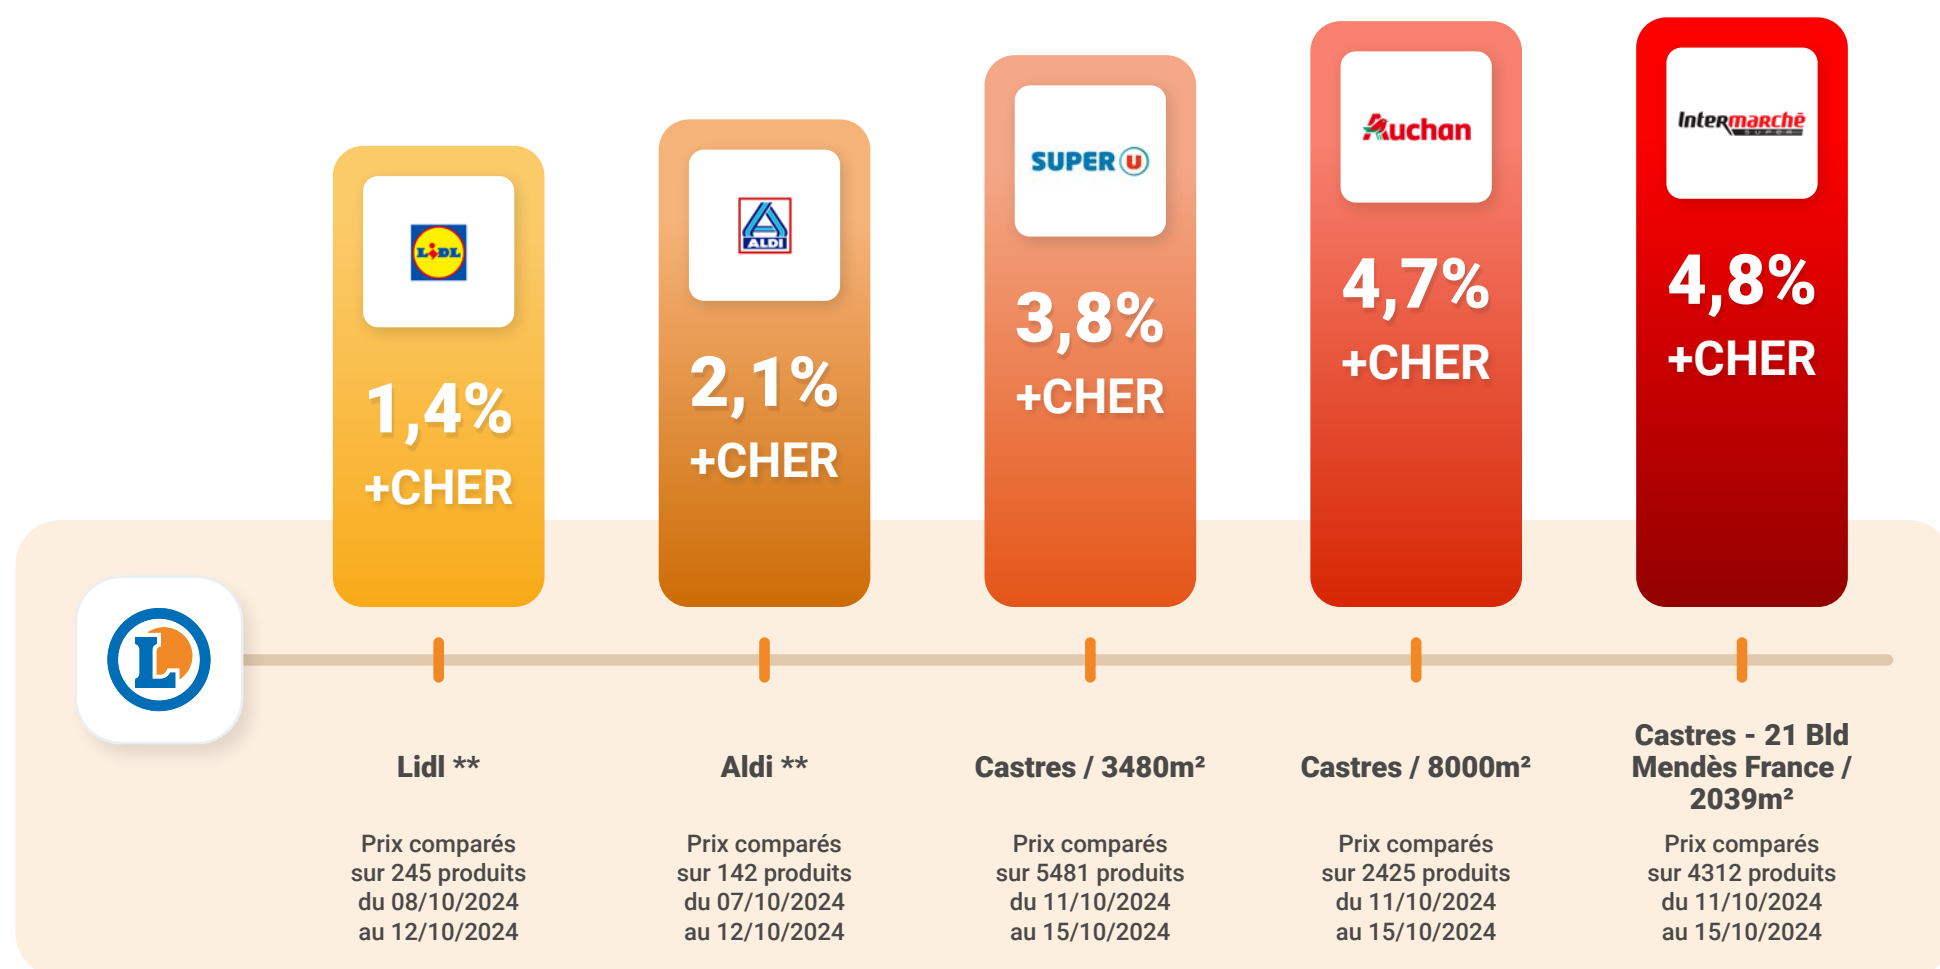 LIDL
1,4%
+CHER
ALDI
2,1%
+CHER
SUPER U
3,8%
+CHER
Auchan
4,7%
+CHER
Intermarchē
SUPER
4,8%
+CHER
L
Lidl **
Prix comparés
sur 245 produits
du 08/10/2024
au 12/10/2024
Aldi **
Prix comparés
sur 142 produits
du 07/10/2024
au 12/10/2024
Castres / 3480m²
Prix comparés
sur 5481 produits
du 11/10/2024
au 15/10/2024
Castres / 8000m²
Prix comparés
sur 2425 produits
du 11/10/2024
au 15/10/2024
Castres - 21 Bld
Mendès France /
2039m²
Prix comparés
sur 4312 produits
du 11/10/2024
au 15/10/2024